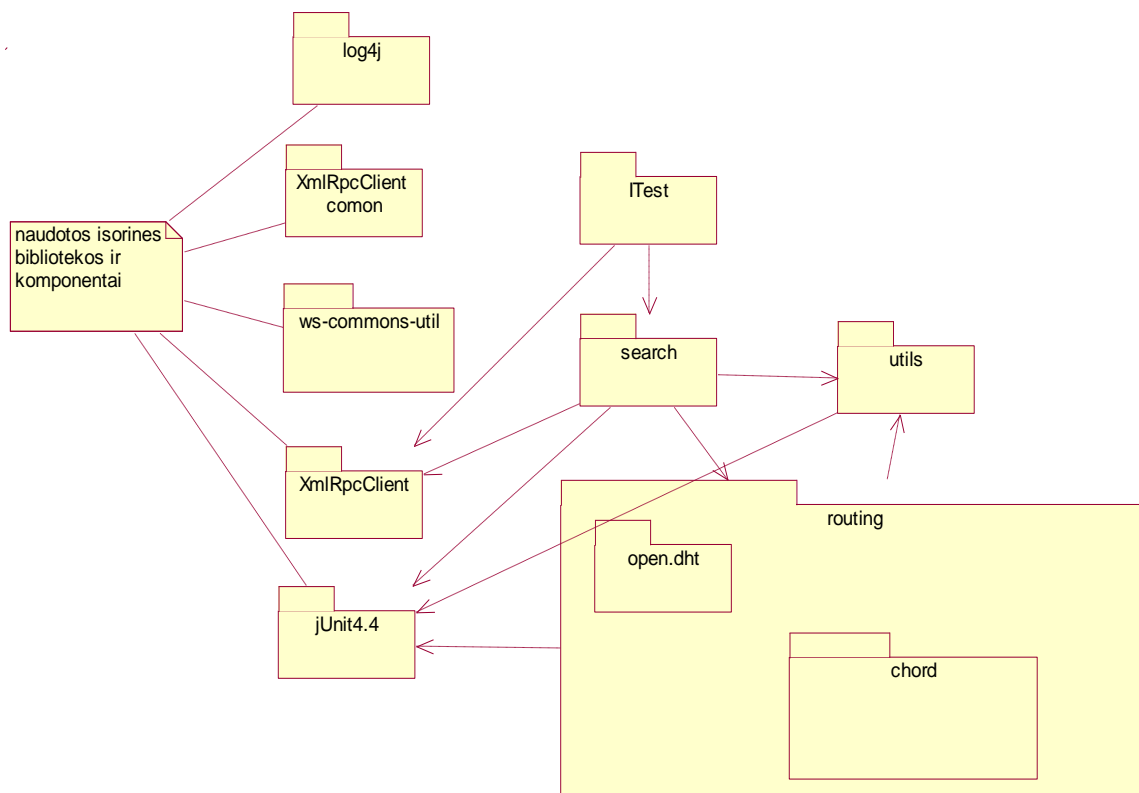 log4j
XmlRpcClient
comon
ITest
naudotos isorines
bibliotekos ir
komponentai
ws-commons-util
search
utils
XmlRpcClient
routing
open.dht
jUnit4.4
chord